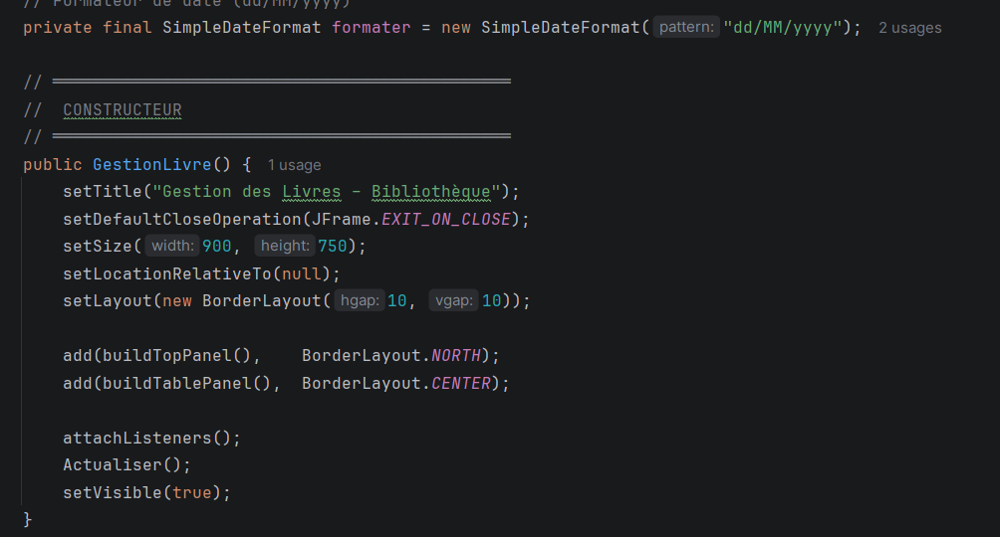 // Formateur de date (dd/MM/yyyy)
private final SimpleDateFormat formater = new SimpleDateFormat( pattern: "dd/MM/yyyy"); 2 usages
// ══════════════════════════════════════════════
//  CONSTRUCTEUR
// ══════════════════════════════════════════════
public GestionLivre() { 1 usage
    setTitle("Gestion des Livres – Bibliothèque");
    setDefaultCloseOperation(JFrame.EXIT_ON_CLOSE);
    setSize( width: 900, height: 750);
    setLocationRelativeTo(null);
    setLayout(new BorderLayout( hgap: 10, vgap: 10));
    add(buildTopPanel(),    BorderLayout.NORTH);
    add(buildTablePanel(),  BorderLayout.CENTER);
    attachListeners();
    Actualiser();
    setVisible(true);
}